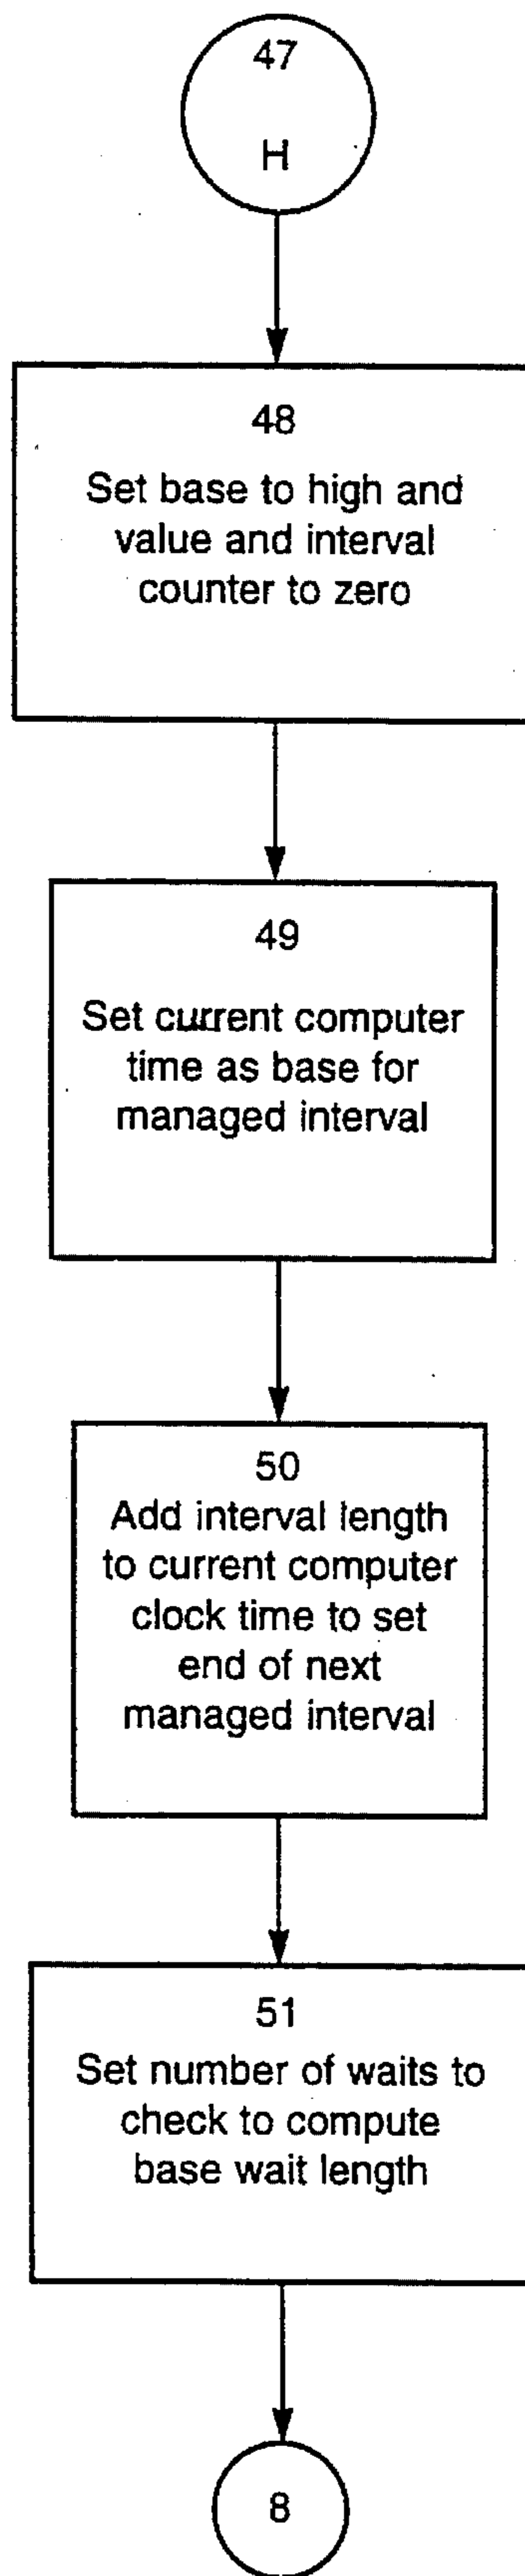 47
H
48
Set base to high and
value and interval
counter to zero
49
Set current computer
time as base for
managed interval
50
Add interval length
to current computer
clock time to set
end of next
managed interval
51
Set number of waits to
check to compute
base wait length
8